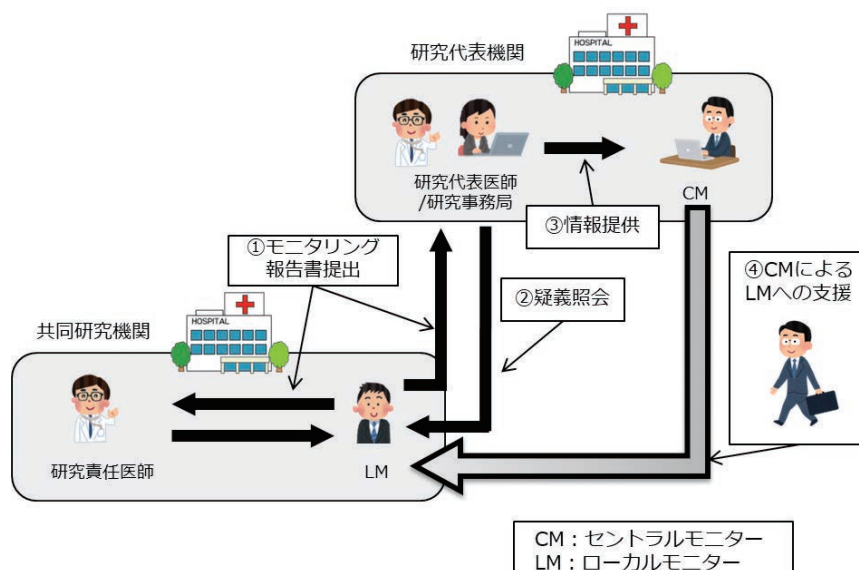 研究代表機関
HOSPITAL
研究代表医師
/研究事務局
CM
③情報提供
①モニタリング
報告書提出
②疑義照会
④CMによる
LMへの支援
共同研究機関
HOSPITAL
研究責任医師
LM
CM：セントラルモニター
LM：ローカルモニター